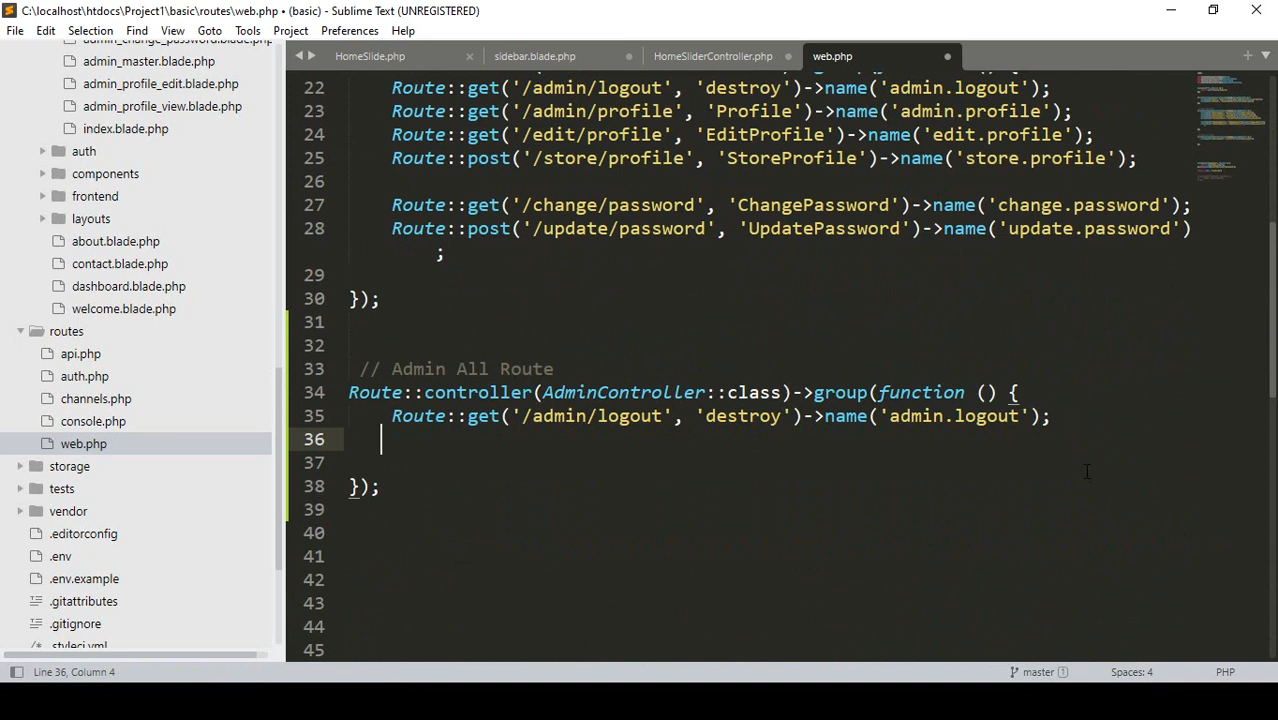 C:\localhost\htdocs\Project1\basic\routes\web.php • (basic) - Sublime Text (UNREGISTERED)
File Edit Selection Find View Goto Tools Project Preferences Help
admin_change_password.blade.php
admin_master.blade.php
admin_profile_edit.blade.php
admin_profile_view.blade.php
index.blade.php
auth
components
frontend
layouts
about.blade.php
contact.blade.php
dashboard.blade.php
welcome.blade.php
routes
api.php
auth.php
channels.php
console.php
web.php
storage
tests
vendor
.editorconfig
.env
.env.example
.gitattributes
.gitignore
.styleci.yml
HomeSlide.php sidebar.blade.php HomeSliderController.php web.php
22 Route::get('/admin/logout', 'destroy')->name('admin.logout');
23 Route::get('/admin/profile', 'Profile')->name('admin.profile');
24 Route::get('/edit/profile', 'EditProfile')->name('edit.profile');
25 Route::post('/store/profile', 'StoreProfile')->name('store.profile');
26
27 Route::get('/change/password', 'ChangePassword')->name('change.password');
28 Route::post('/update/password', 'UpdatePassword')->name('update.password')
;
29
30 });
31
32
33 // Admin All Route
34 Route::controller(AdminController::class)->group(function () {
35 Route::get('/admin/logout', 'destroy')->name('admin.logout');
36
37
38 });
39
40
41
42
43
44
45
Line 36, Column 4 master 1 Spaces: 4 PHP